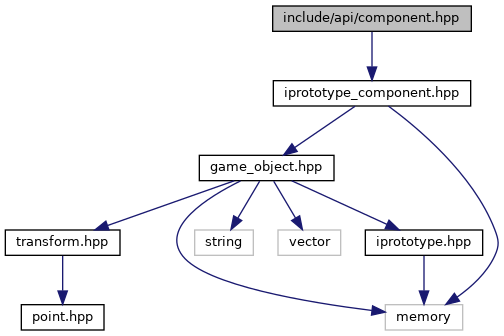 include/api/component.hpp
iprototype_component.hpp
game_object.hpp
transform.hpp
string
vector
iprototype.hpp
point.hpp
memory